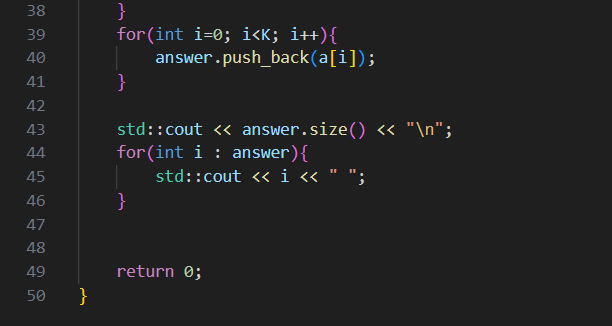 38 }
39 for(int i=0; i<K; i++){
40 answer.push_back(a[i]);
41 }
42
43 std::cout << answer.size() << "\n";
44 for(int i : answer){
45 std::cout << i << " ";
46 }
47
48
49 return 0;
50 }